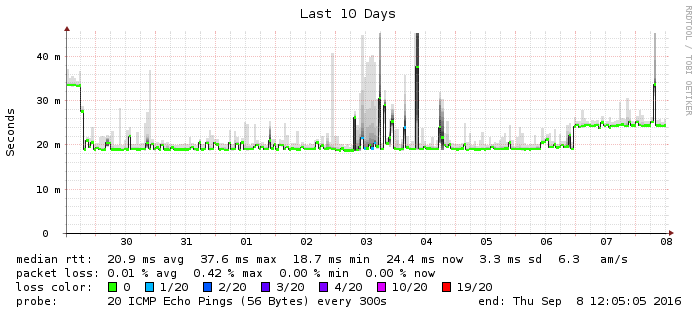 Last 10 Days
RRDTOOL / TOBI OETIKER
Seconds
40 m
30 m
20 m
10 m
0
30 31 01 02 03 04 05 06 07 08
median rtt: 20.9 ms avg 37.6 ms max 18.7 ms min 24.4 ms now 3.3 ms sd 6.3 am/s
packet loss: 0.01 % avg 0.42 % max 0.00 % min 0.00 % now
loss color: 0 1/20 2/20 3/20 4/20 10/20 19/20
probe: 20 ICMP Echo Pings (56 Bytes) every 300s end: Thu Sep 8 12:05:05 2016